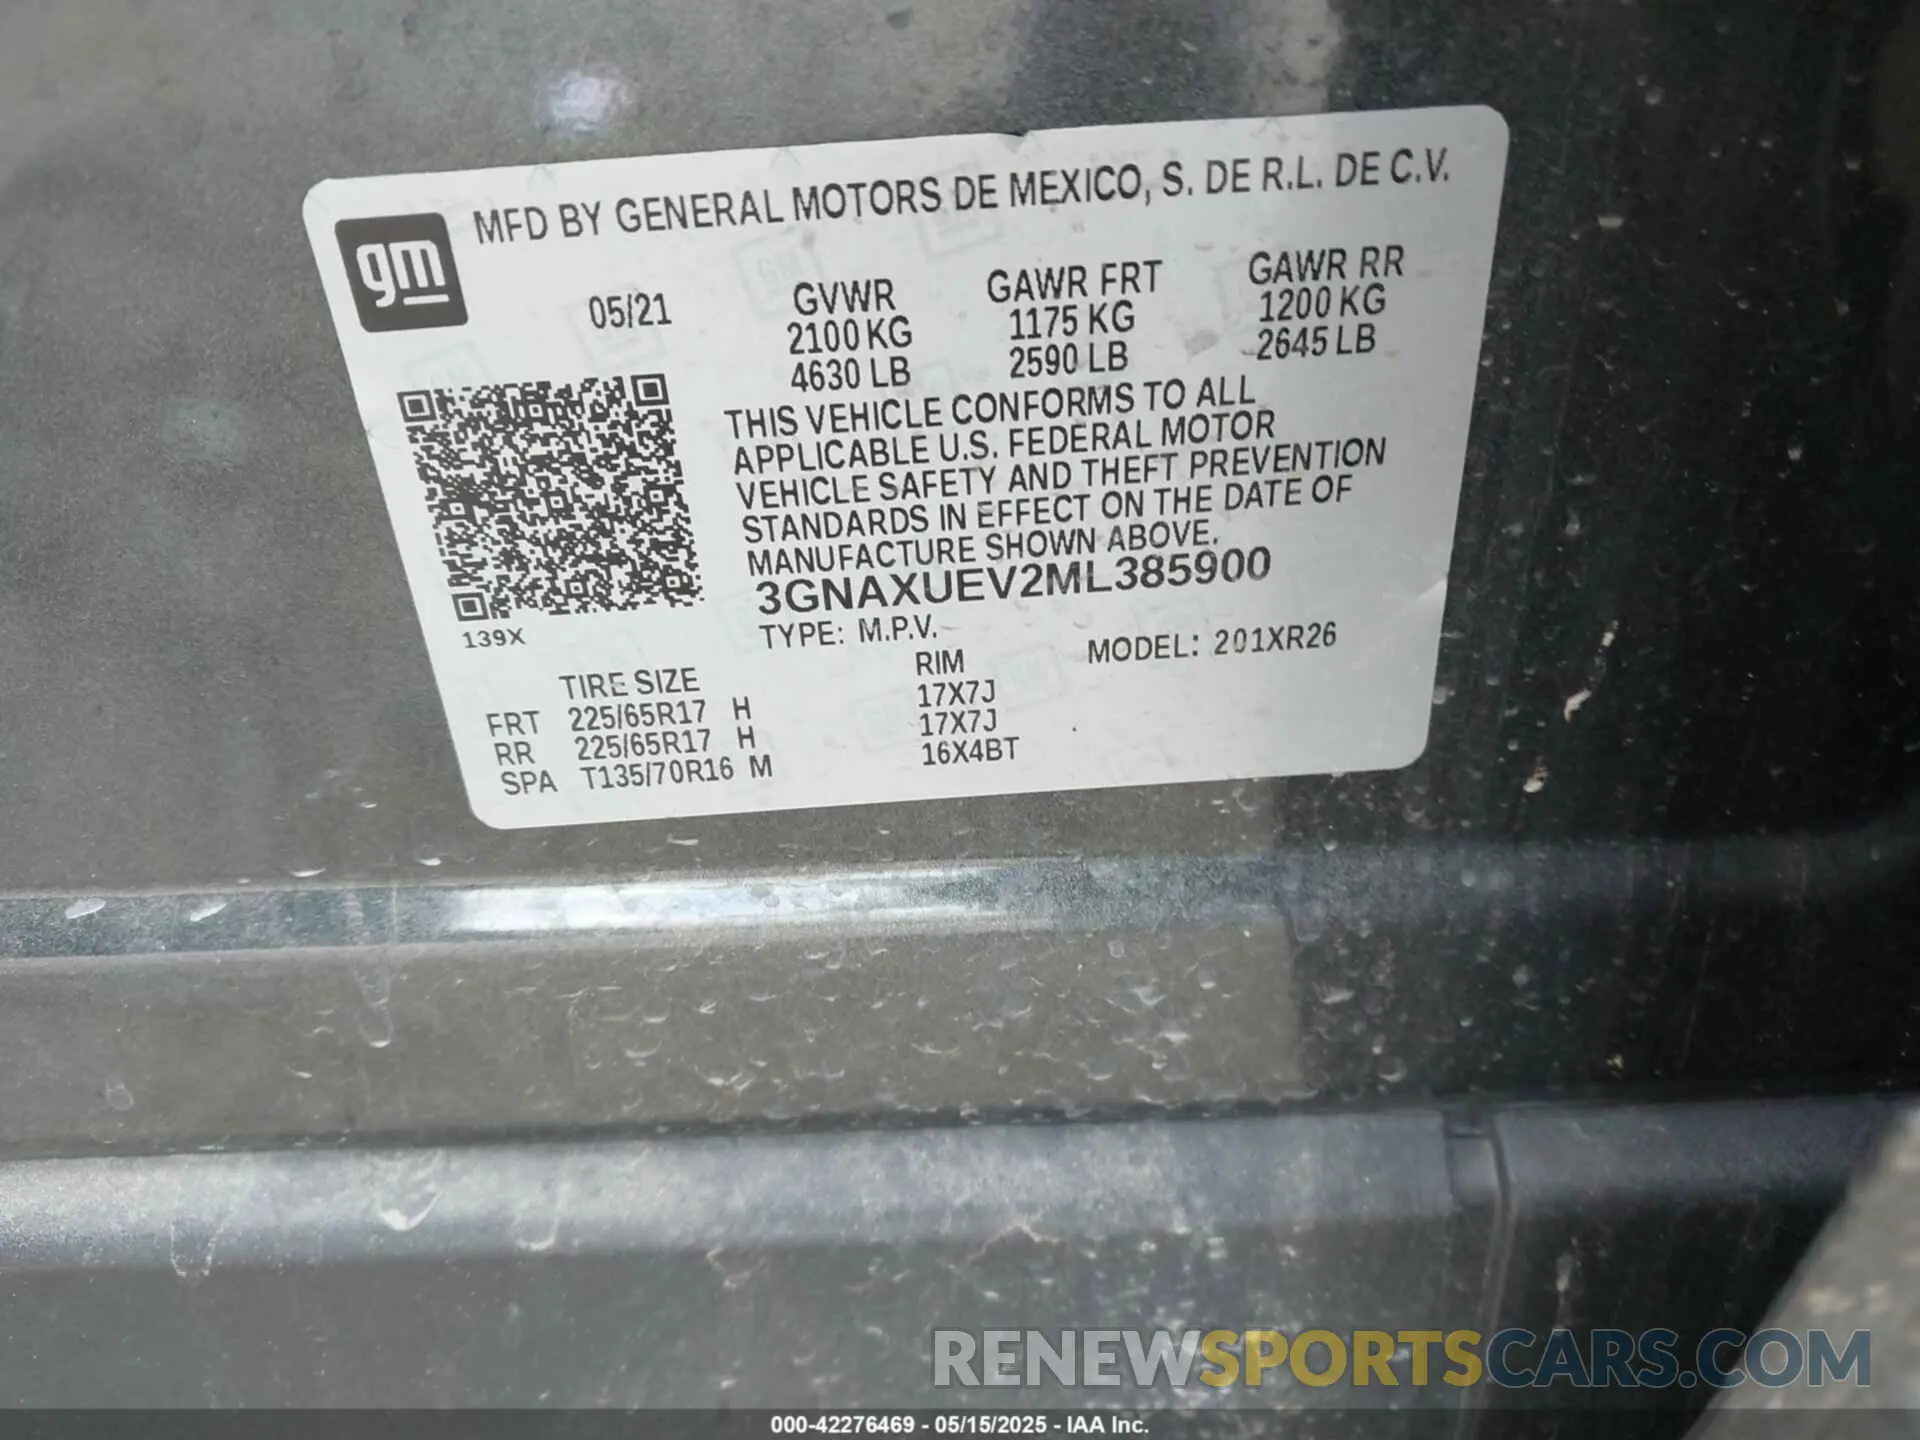 gm
MFD BY GENERAL MOTORS DE MEXICO, S. DE R.L. DE C.V.
05/21 GVWR GAWR FRT GAWR RR
2100 KG 1175 KG 1200 KG
4630 LB 2590 LB 2645 LB
THIS VEHICLE CONFORMS TO ALL
APPLICABLE U.S. FEDERAL MOTOR
VEHICLE SAFETY AND THEFT PREVENTION
STANDARDS IN EFFECT ON THE DATE OF
MANUFACTURE SHOWN ABOVE.
3GNAXUEV2ML385900
139X
TYPE: M.P.V. MODEL: 201XR26
TIRE SIZE RIM
FRT 225/65R17 H 17X7J
RR 225/65R17 H 17X7J
SPA T135/70R16 M 16X4BT
RENEWSPORTSCARS.COM
000-42276469 - 05/15/2025 - IAA Inc.